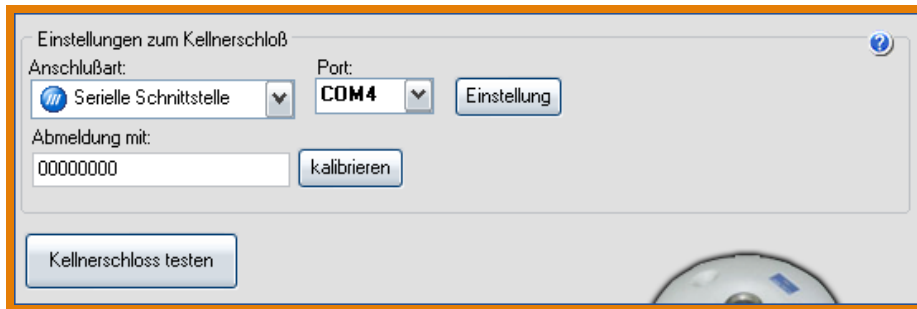 Einstellungen zum Kellnerschloß
Anschlußart:
Port:
Serielle Schnittstelle
COM4
Einstellung
Abmeldung mit:
00000000
kalibrieren
Kellnerschloss testen